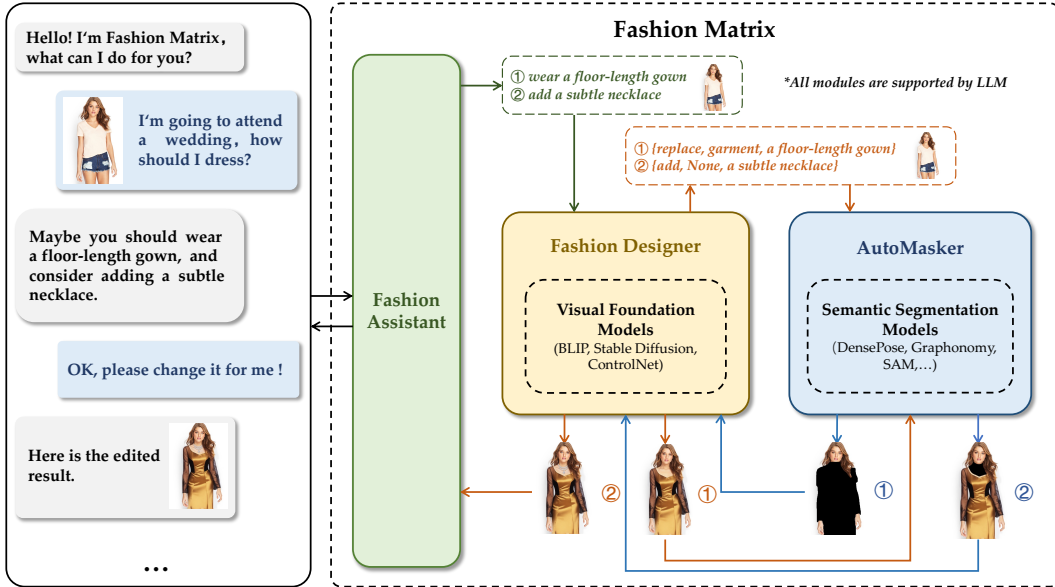 Hello! I'm Fashion Matrix,
what can I do for you?
I'm going to attend
a wedding, how
should I dress?
Maybe you should wear
a floor-length gown, and
consider adding a subtle
necklace.
OK, please change it for me !
Here is the edited
result.
...
Fashion Matrix
① wear a floor-length gown
② add a subtle necklace
*All modules are supported by LLM
① {replace, garment, a floor-length gown}
② {add, None, a subtle necklace}
Fashion
Assistant
Fashion Designer
Visual Foundation
Models
(BLIP, Stable Diffusion,
ControlNet)
AutoMasker
Semantic Segmentation
Models
(DensePose, Graphonomy,
SAM,...)
②
①
①
②